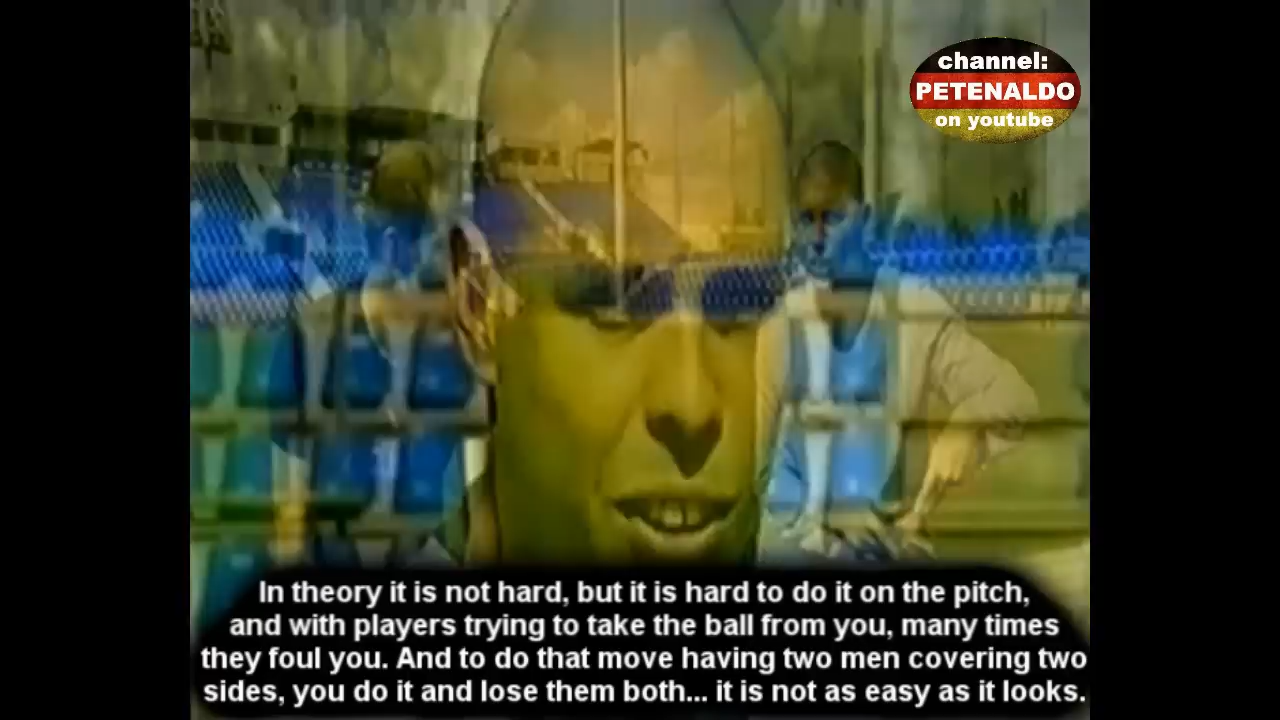 channel:
PETENALDO
on youtube
In theory it is not hard, but it is hard to do it on the pitch,
and with players trying to take the ball from you, many times
they foul you. And to do that move having two men covering two
sides, you do it and lose them both... it is not as easy as it looks.